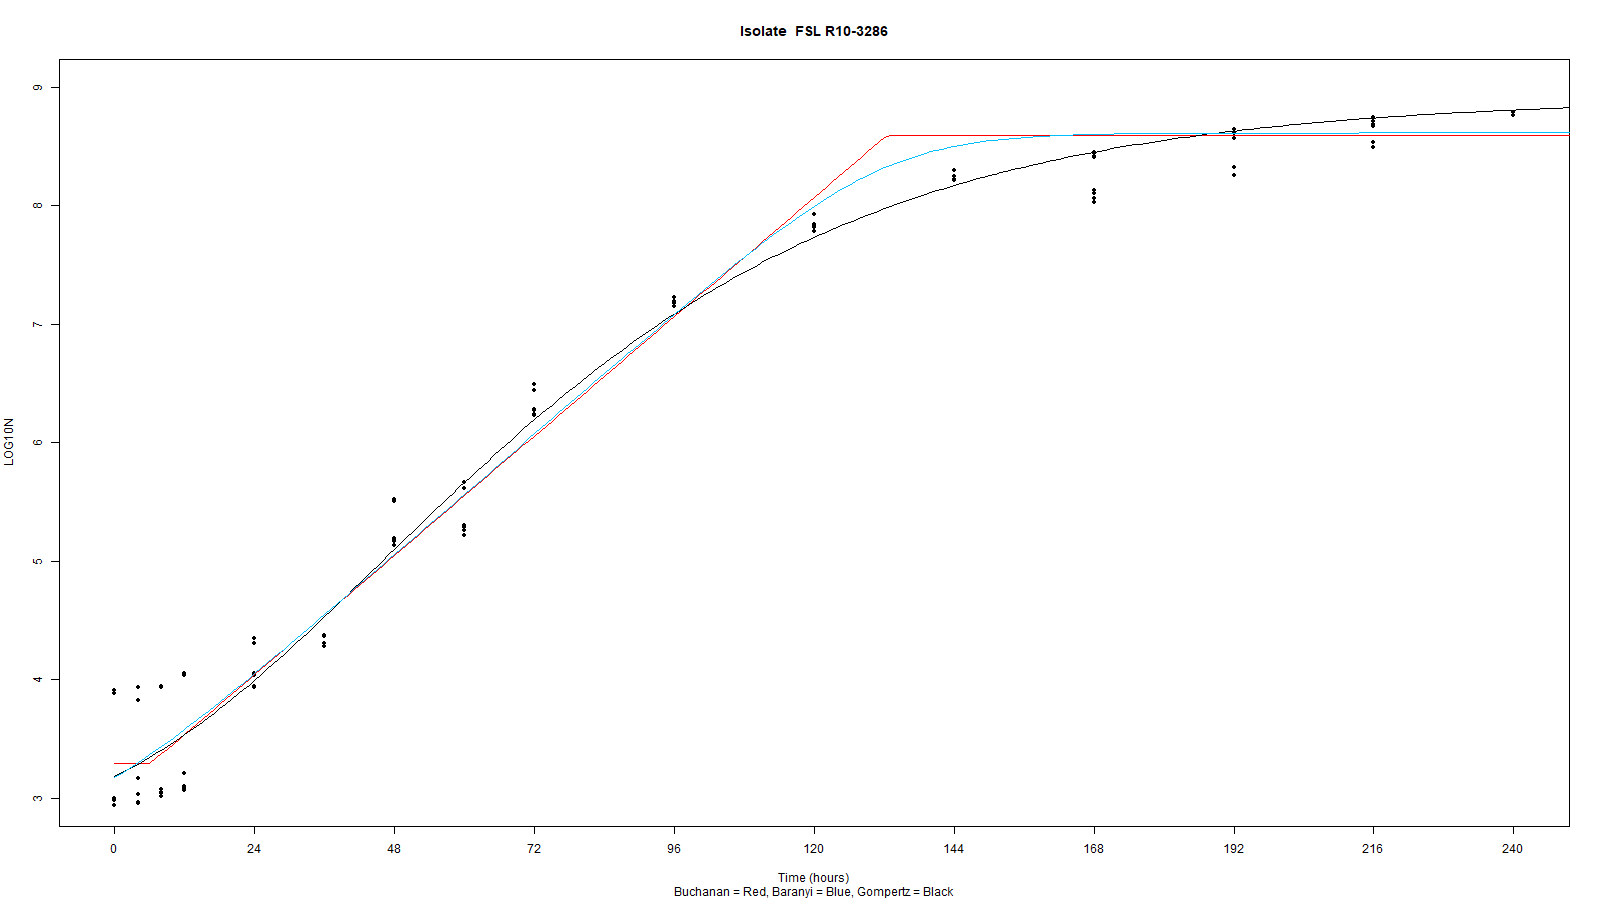 Isolate  FSL R10-3286
LOG10N
9
8
7
6
5
4
3
0 24 48 72 96 120 144 168 192 216 240
Time (hours)
Buchanan = Red, Baranyi = Blue, Gompertz = Black